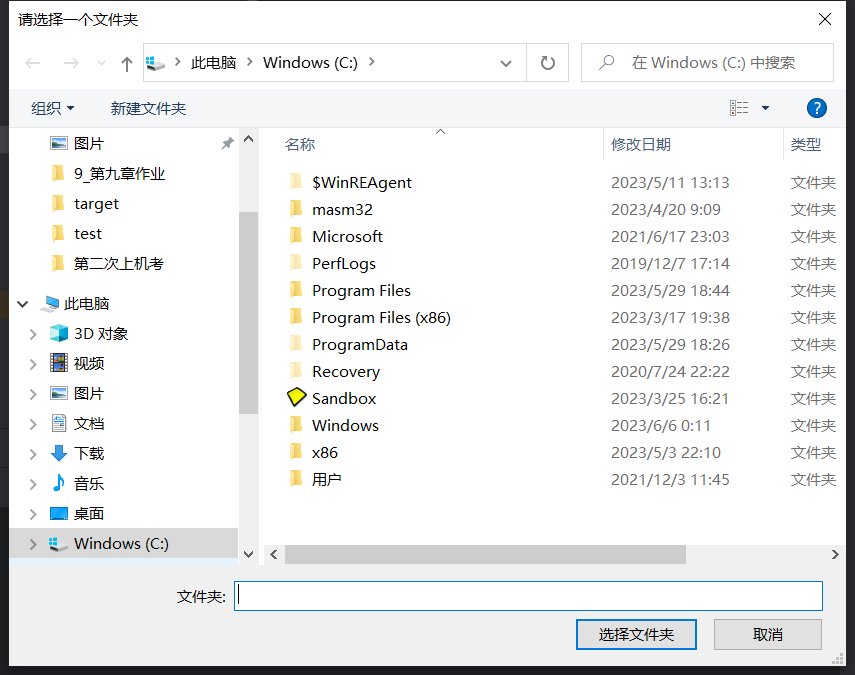 请选择一个文件夹
此电脑 Windows (C:) 在 Windows (C:) 中搜索
组织 新建文件夹 ?
图片
9_第九章作业
target
test
第二次上机考
此电脑
3D 对象
视频
图片
文档
下载
音乐
桌面
Windows (C:)
名称 修改日期 类型
$WinREAgent 2023/5/11 13:13 文件夹
masm32 2023/4/20 9:09 文件夹
Microsoft 2021/6/17 23:03 文件夹
PerfLogs 2019/12/7 17:14 文件夹
Program Files 2023/5/29 18:44 文件夹
Program Files (x86) 2023/3/17 19:38 文件夹
ProgramData 2023/5/29 18:26 文件夹
Recovery 2020/7/24 22:22 文件夹
Sandbox 2023/3/25 16:21 文件夹
Windows 2023/6/6 0:11 文件夹
x86 2023/5/3 22:10 文件夹
用户 2021/12/3 11:45 文件夹
文件夹:
选择文件夹 取消